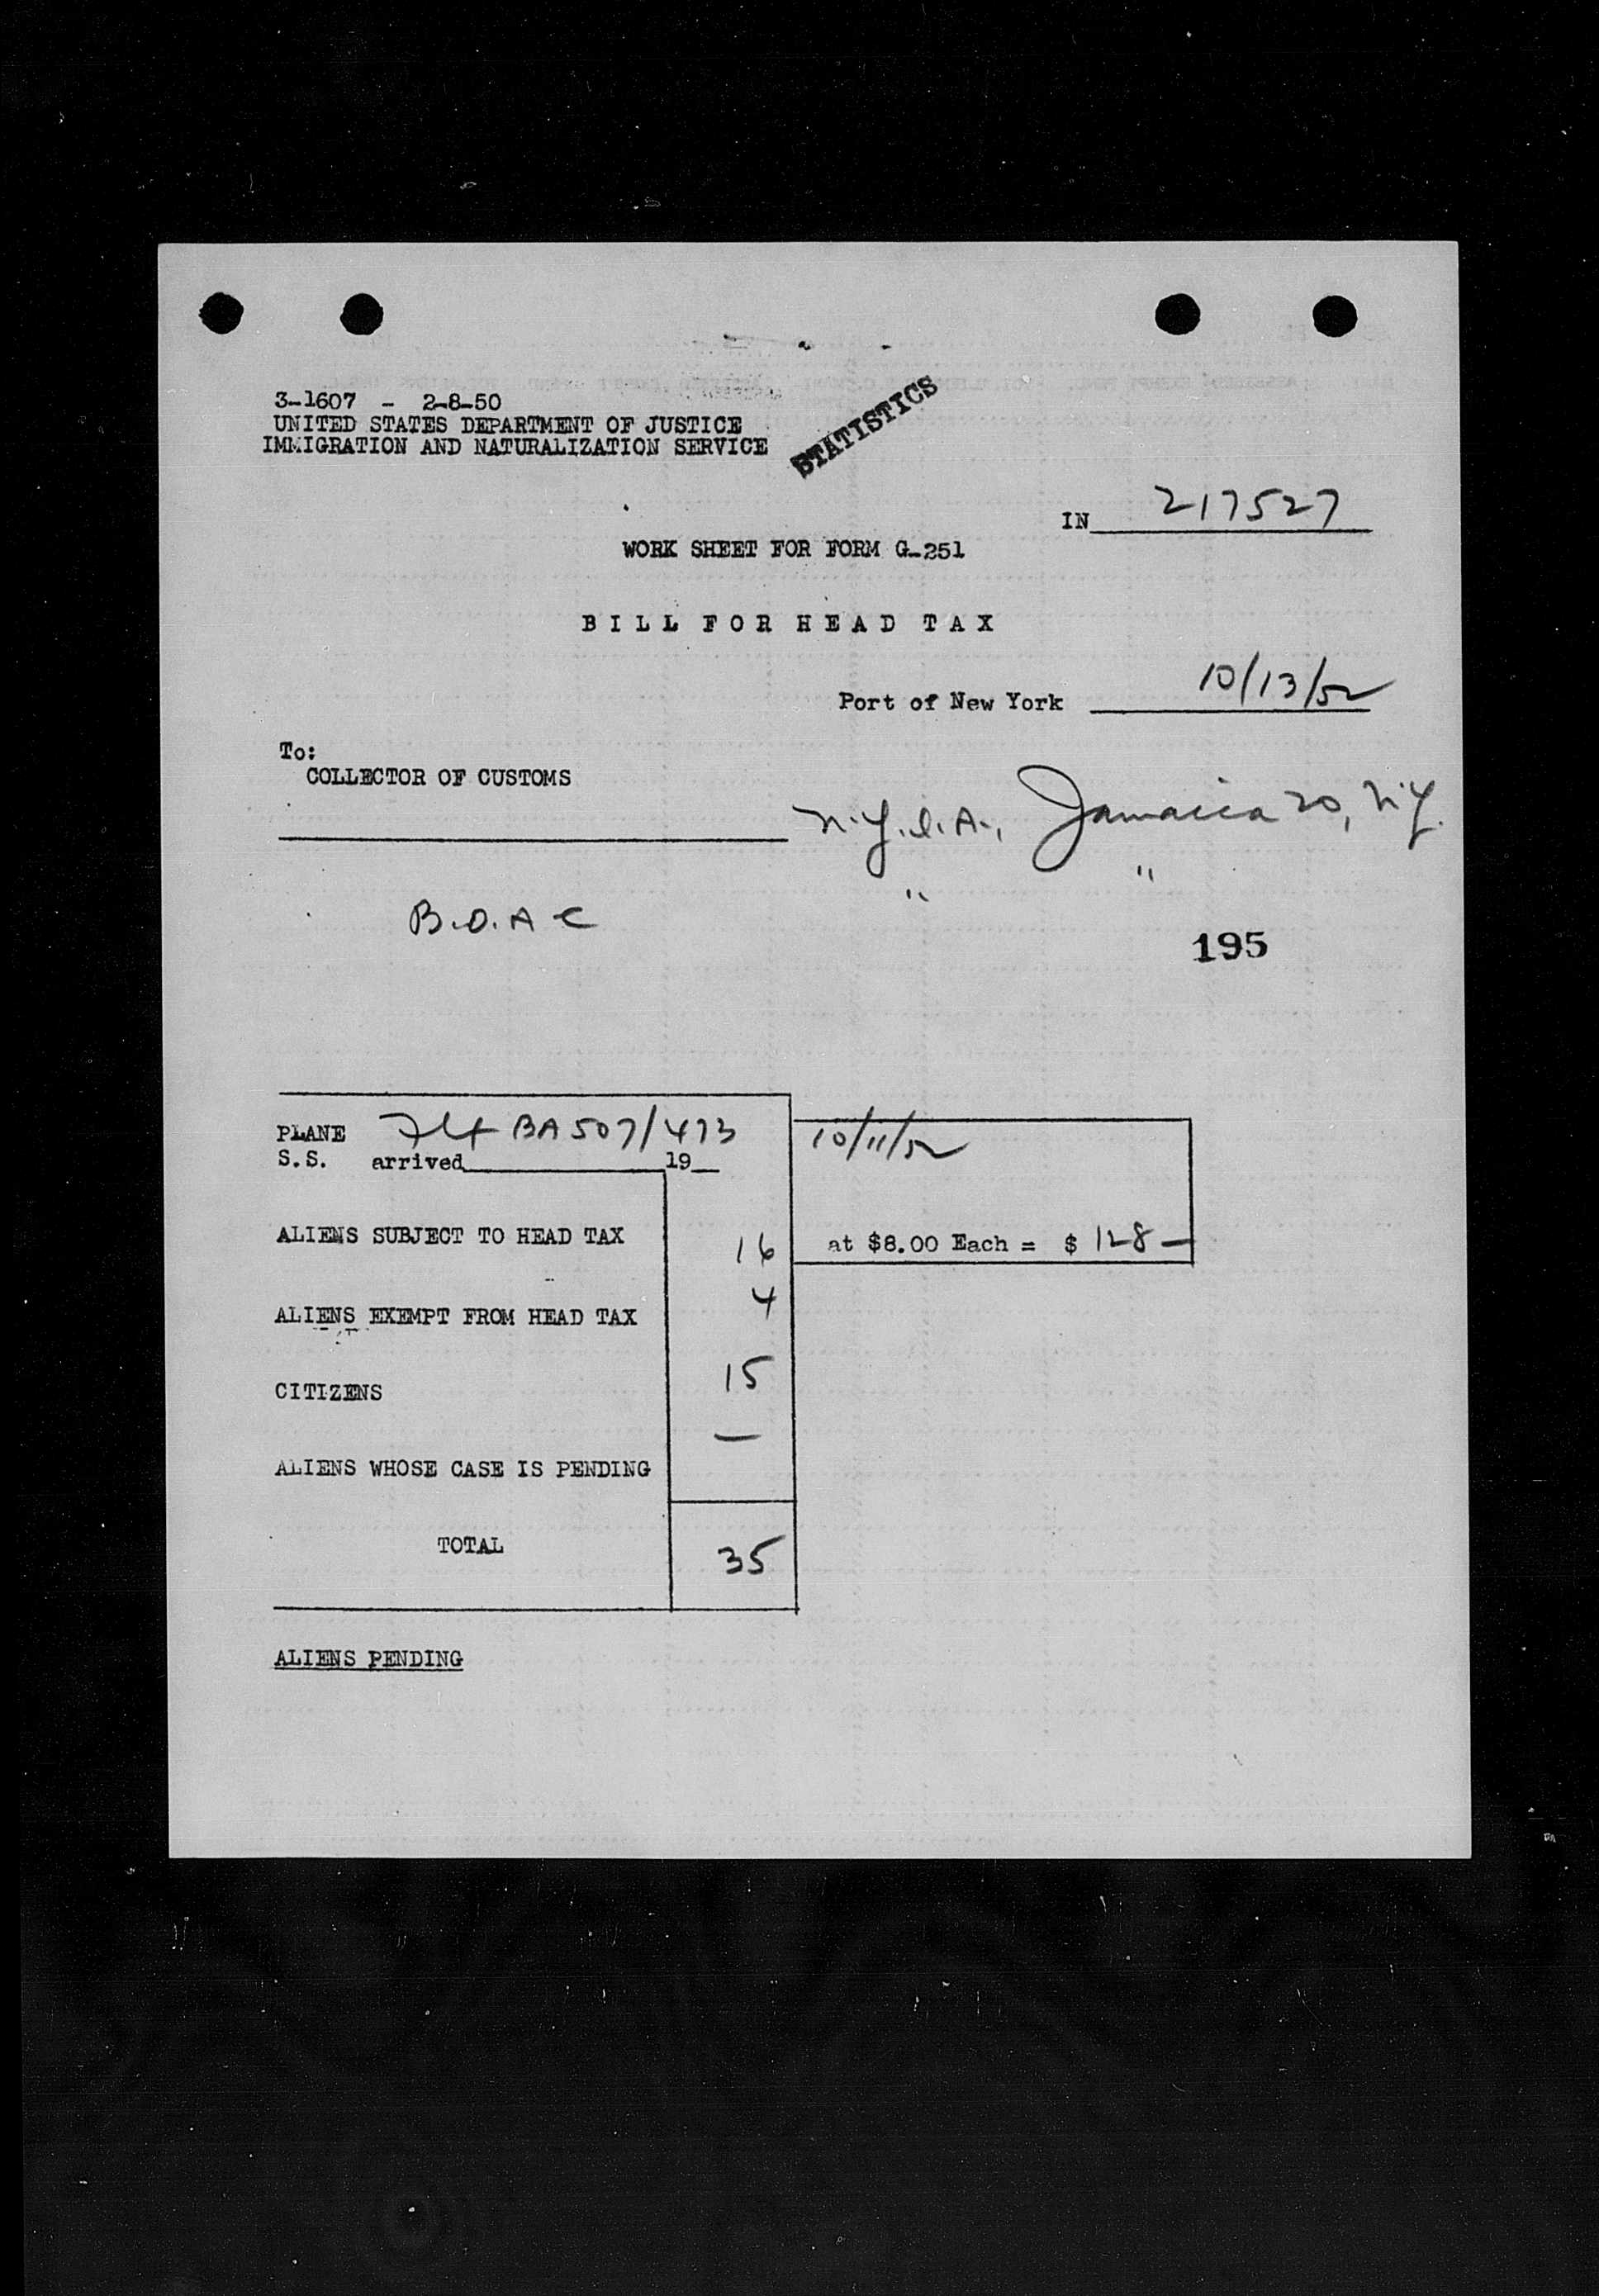 3-1607 - 2-8-50
UNITED STATES DEPARTMENT OF JUSTICE
IMMIGRATION AND NATURALIZATION SERVICE
STATISTICS
IN 217527
WORK SHEET FOR FORM G-251
BILL FOR HEAD TAX
Port of New York 10/13/52
To:
COLLECTOR OF CUSTOMS
N.Y.I.A., Jamaica 20, N.Y.
" "
B.O.A C
195
PLANE Flt BA507/473 10/11/52
S.S. arrived 19
ALIENS SUBJECT TO HEAD TAX 16 at $8.00 Each = $ 128 —
ALIENS EXEMPT FROM HEAD TAX 4
CITIZENS 15
ALIENS WHOSE CASE IS PENDING —
TOTAL 35
ALIENS PENDING